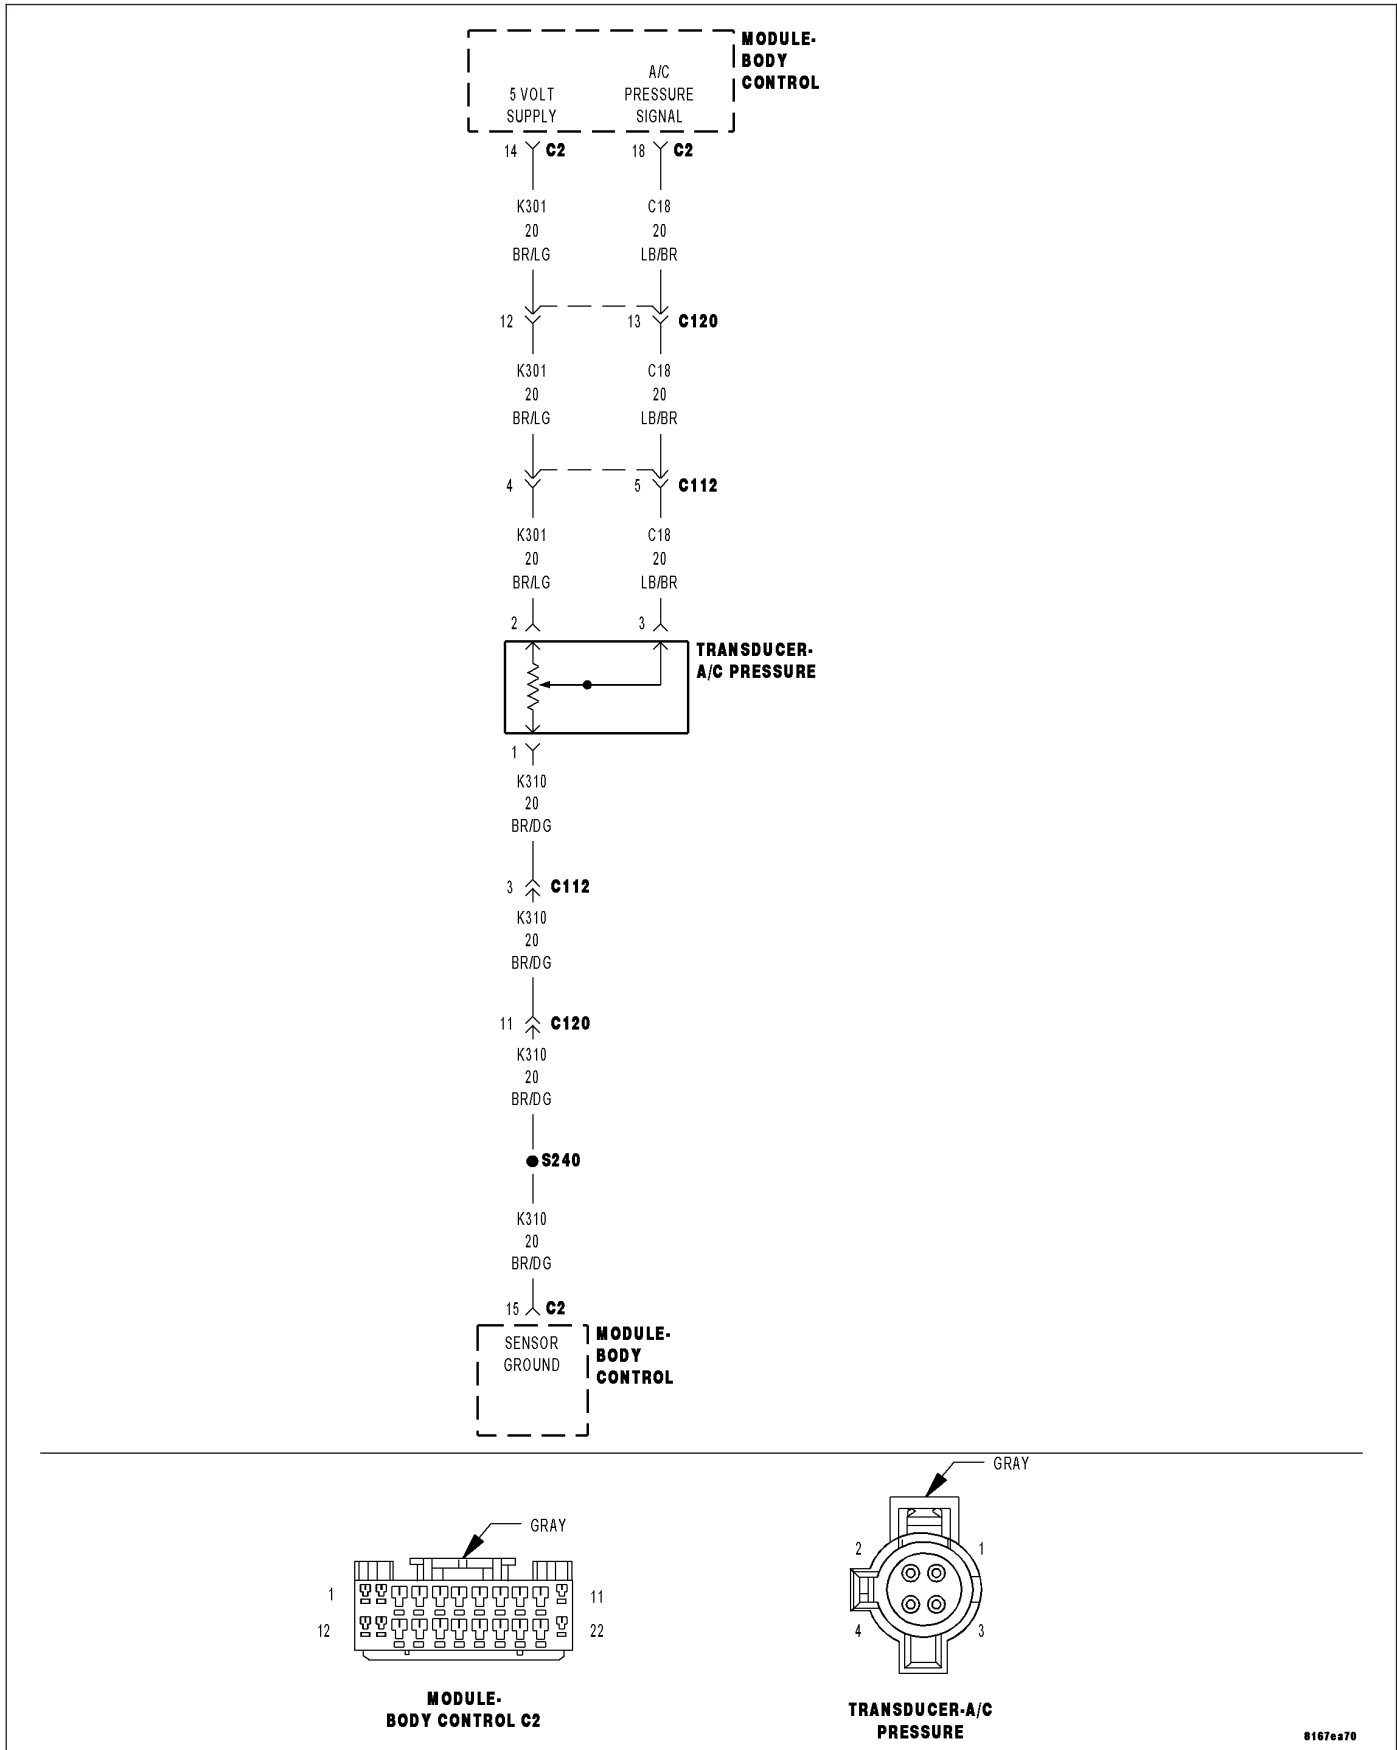 MODULE-
BODY
CONTROL
5 VOLT
SUPPLY
A/C
PRESSURE
SIGNAL
14 C2
18 C2
K301
20
BR/LG
C18
20
LB/BR
12
13 C120
K301
20
BR/LG
C18
20
LB/BR
4
5 C112
K301
20
BR/LG
C18
20
LB/BR
2
3
TRANSDUCER-
A/C PRESSURE
1
K310
20
BR/DG
3 C112
K310
20
BR/DG
11 C120
K310
20
BR/DG
S240
K310
20
BR/DG
15 C2
SENSOR
GROUND
MODULE-
BODY
CONTROL
GRAY
1
11
12
22
MODULE-
BODY CONTROL C2
GRAY
2
1
4
3
TRANSDUCER-A/C
PRESSURE
8167ea70